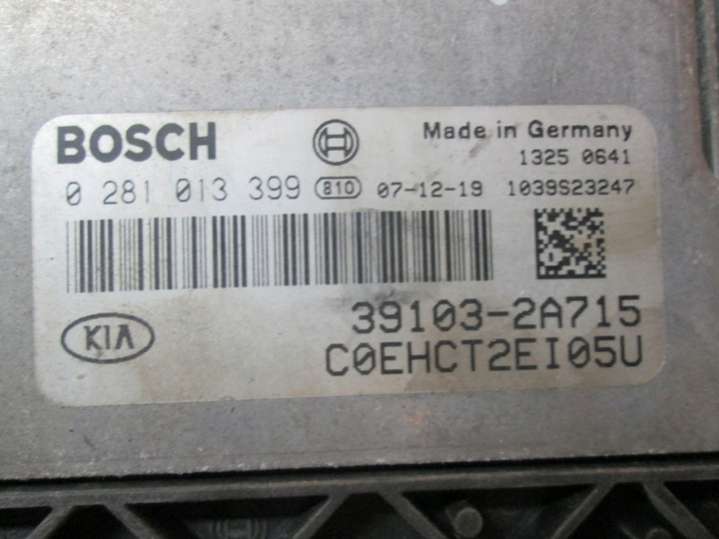 BOSCH Made in Germany
1325 0641
0 281 013 399 810 07-12-19 1039S23247
39103-2A715
KIA C0EHCT2EI05U